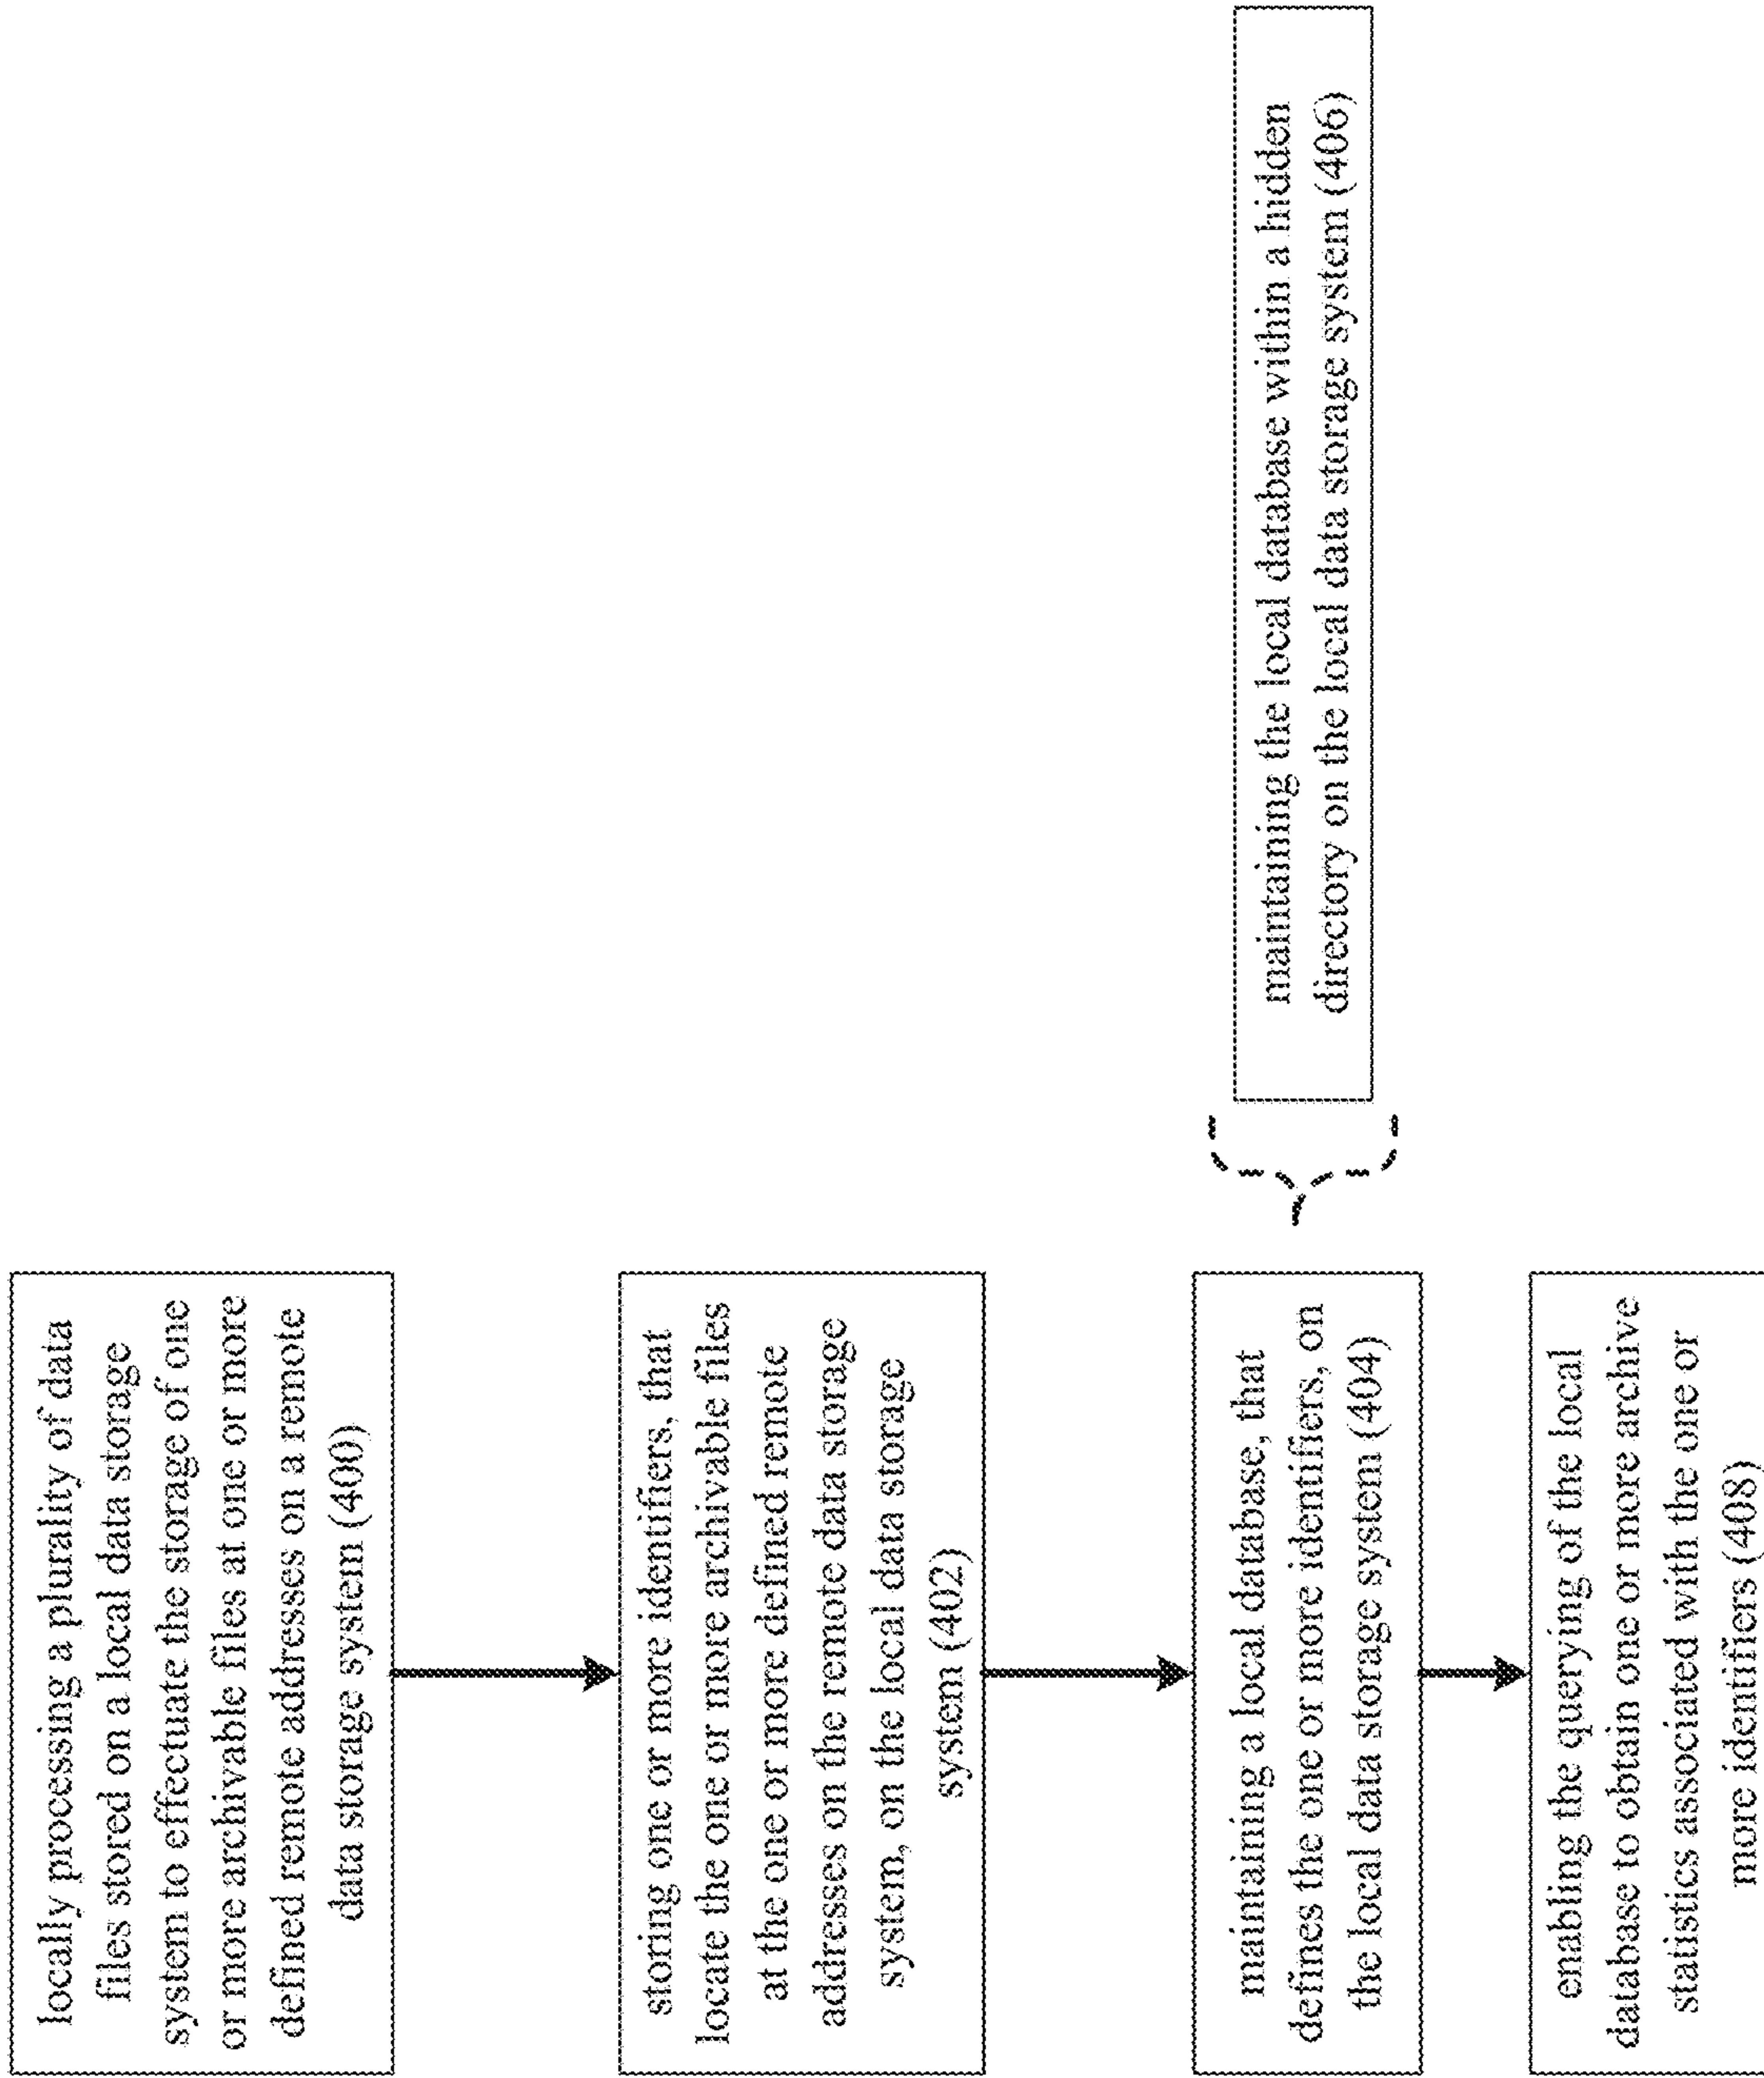 locally processing a plurality of data
files stored on a local data storage
system to effectuate the storage of one
or more archivable files at one or more
defined remote addresses on a remote
data storage system (400)
storing one or more identifiers, that
locate the one or more archivable files
at the one or more defined remote
addresses on the remote data storage
system, on the local data storage
system (402)
maintaining a local database, that
defines the one or more identifiers, on
the local data storage system (404)
maintaining the local database within a hidden
directory on the local data storage system (406)
enabling the querying of the local
database to obtain one or more archive
statistics associated with the one or
more identifiers (408)